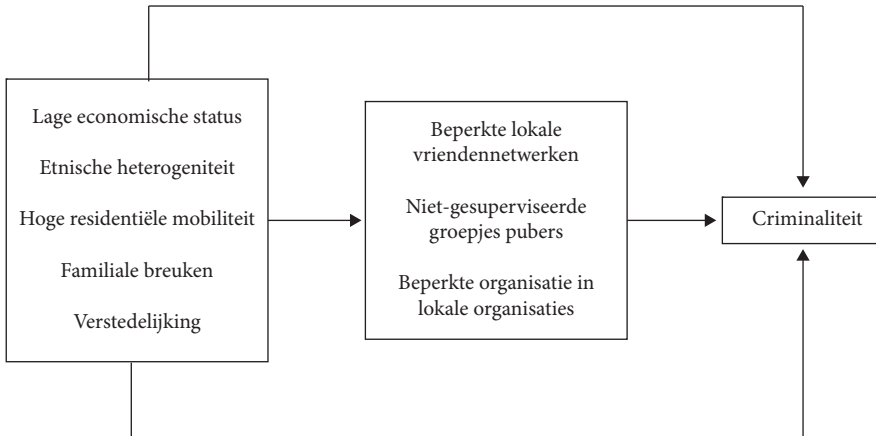 Lage economische status
Etnische heterogeniteit
Hoge residentiële mobiliteit
Familiale breuken
Verstedelijking
Beperkte lokale
vriendennetwerken
Niet-gesuperviseerde
groepjes pubers
Beperkte organisatie in
lokale organisaties
Criminaliteit